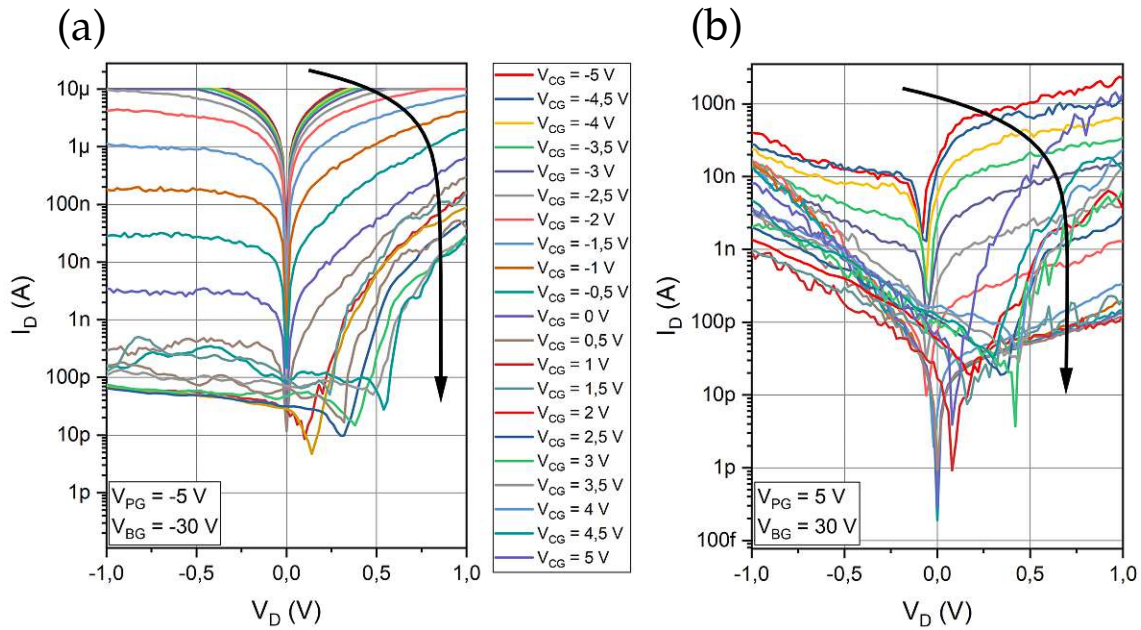 (a)
10µ
1µ
100n
10n
1n
100p
10p
1p
I_D (A)
V_PG = -5 V
V_BG = -30 V
-1,0
-0,5
0,0
0,5
1,0
V_D (V)
V_CG = -5 V
V_CG = -4,5 V
V_CG = -4 V
V_CG = -3,5 V
V_CG = -3 V
V_CG = -2,5 V
V_CG = -2 V
V_CG = -1,5 V
V_CG = -1 V
V_CG = -0,5 V
V_CG = 0 V
V_CG = 0,5 V
V_CG = 1 V
V_CG = 1,5 V
V_CG = 2 V
V_CG = 2,5 V
V_CG = 3 V
V_CG = 3,5 V
V_CG = 4 V
V_CG = 4,5 V
V_CG = 5 V
(b)
100n
10n
1n
100p
10p
1p
100f
I_D (A)
V_PG = 5 V
V_BG = 30 V
-1,0
-0,5
0,0
0,5
1,0
V_D (V)